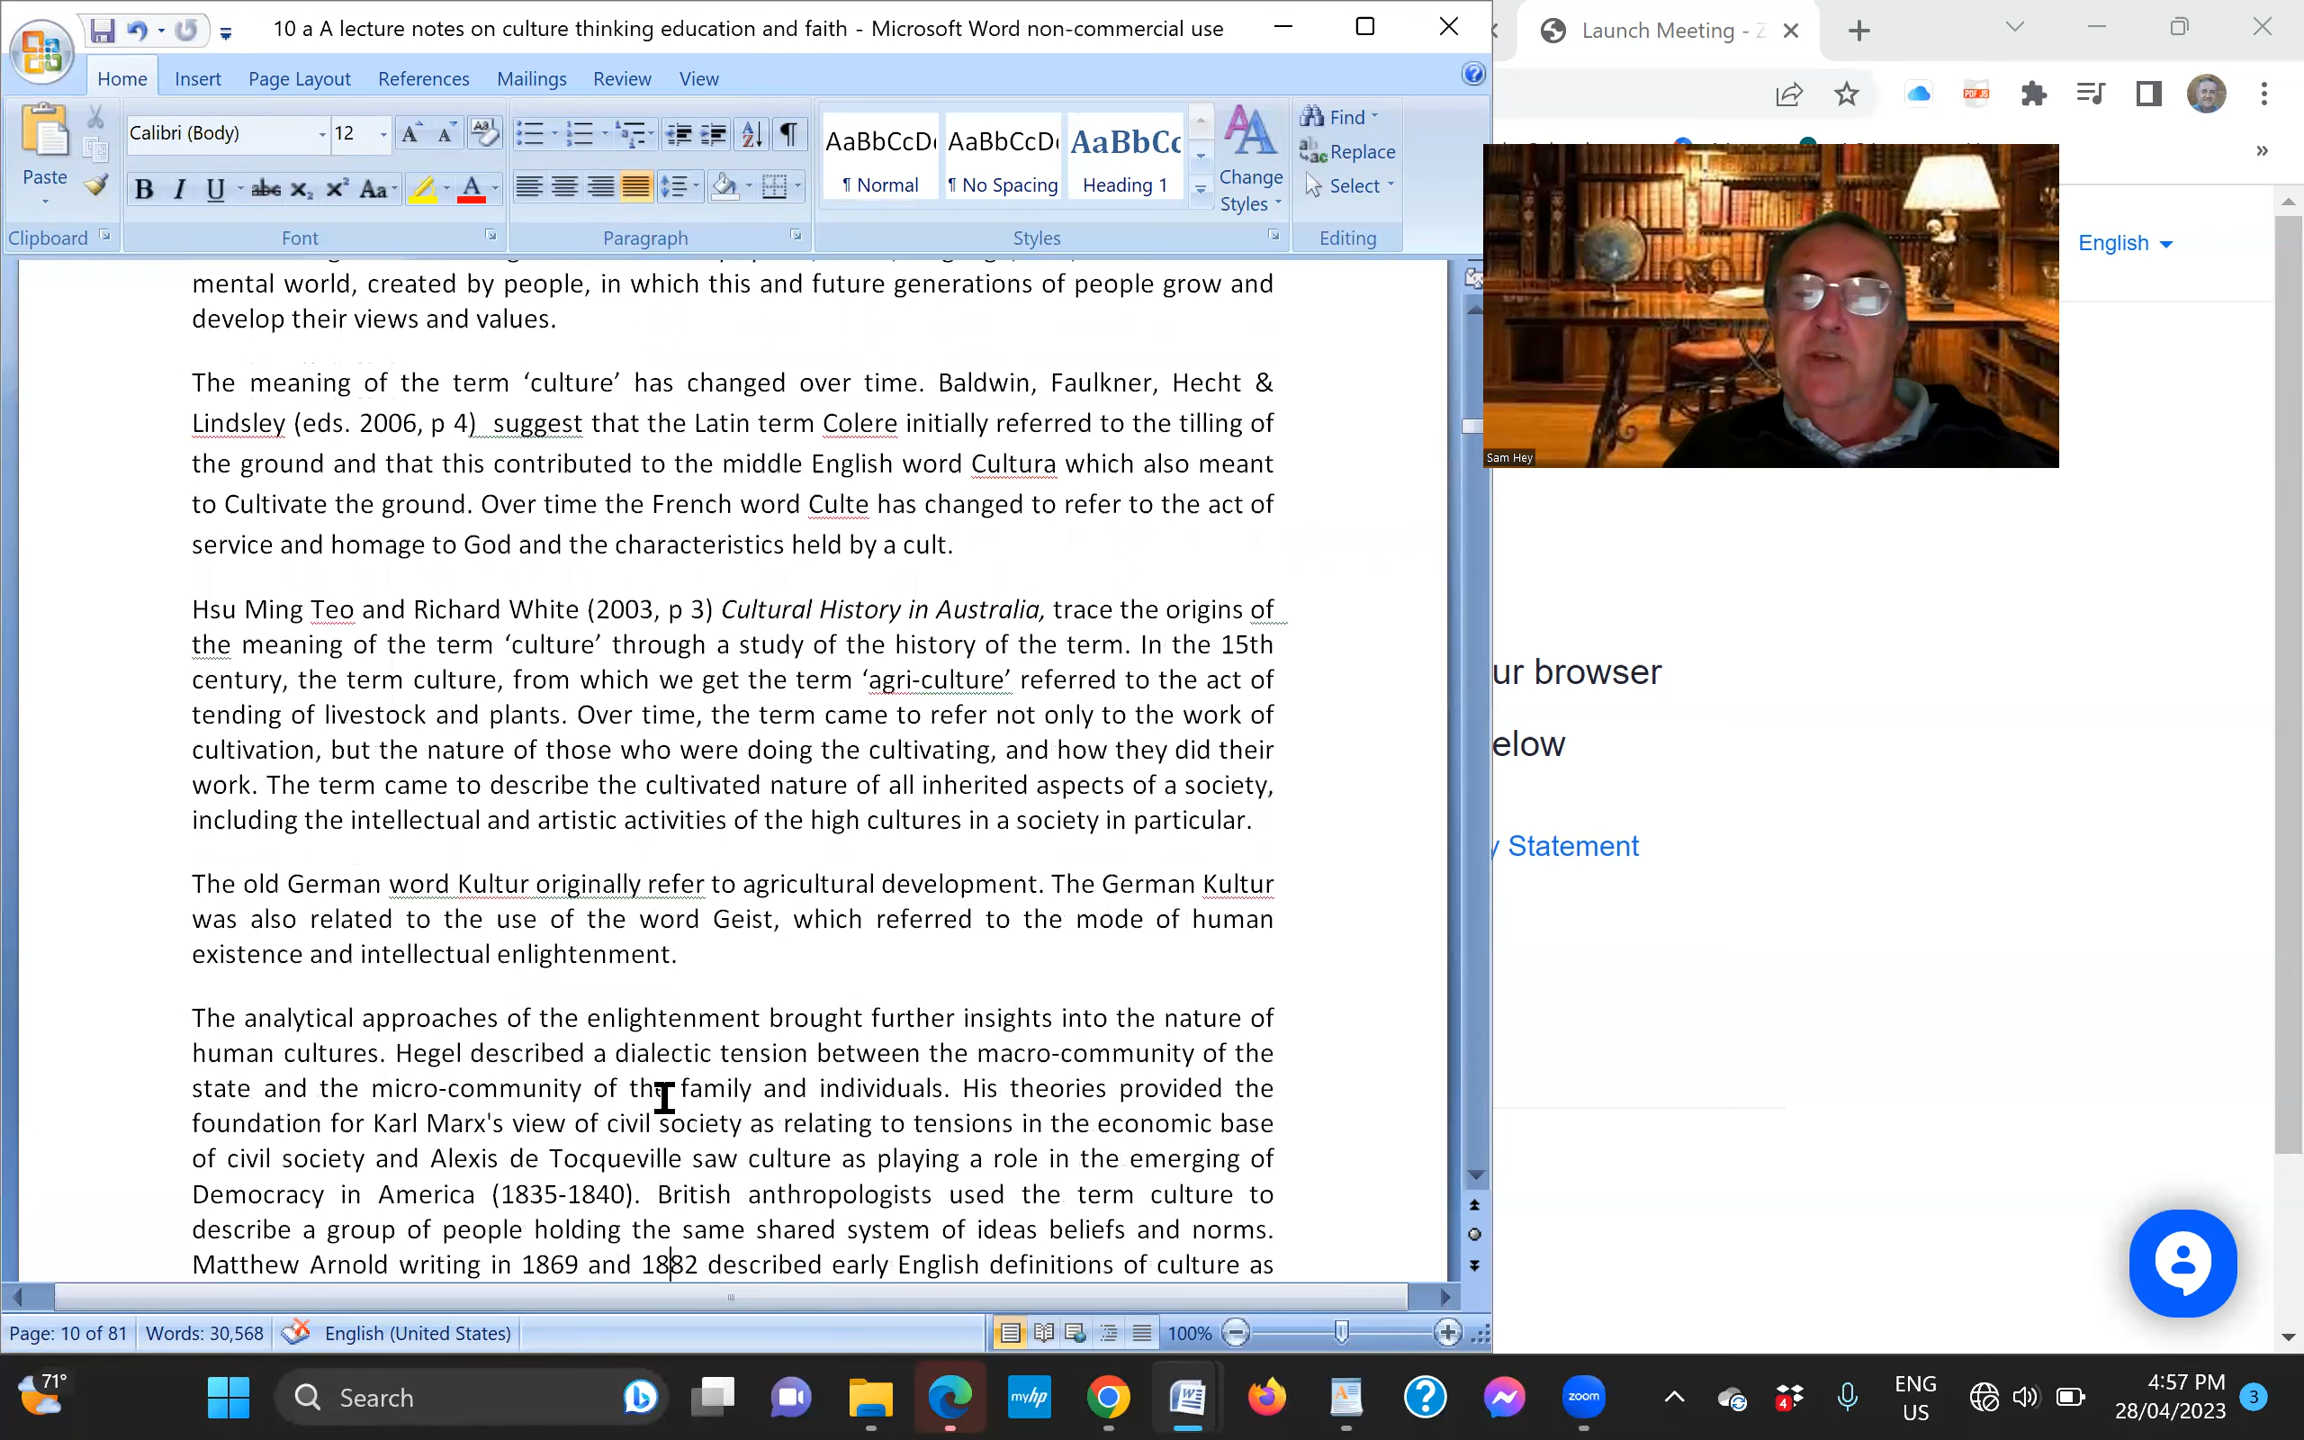 10 a A lecture notes on culture thinking education and faith - Microsoft Word non-commercial use
Launch Meeting - Z
Home Insert Page Layout References Mailings Review View
Paste
Clipboard
Calibri (Body) 12
Font
Paragraph
AaBbCcDc AaBbCcDc AaBbCc
¶ Normal ¶ No Spacing Heading 1
Change Styles
Styles
Find
Replace
Select
Editing
PDF JS
English
Sam Hey
mental world, created by people, in which this and future generations of people grow and
develop their views and values.
The meaning of the term ‘culture’ has changed over time. Baldwin, Faulkner, Hecht &
Lindsley (eds. 2006, p 4)  suggest that the Latin term Colere initially referred to the tilling of
the ground and that this contributed to the middle English word Cultura which also meant
to Cultivate the ground. Over time the French word Culte has changed to refer to the act of
service and homage to God and the characteristics held by a cult.
Hsu Ming Teo and Richard White (2003, p 3) Cultural History in Australia, trace the origins of
the meaning of the term ‘culture’ through a study of the history of the term. In the 15th
century, the term culture, from which we get the term ‘agri-culture’ referred to the act of
tending of livestock and plants. Over time, the term came to refer not only to the work of
cultivation, but the nature of those who were doing the cultivating, and how they did their
work. The term came to describe the cultivated nature of all inherited aspects of a society,
including the intellectual and artistic activities of the high cultures in a society in particular.
The old German word Kultur originally refer to agricultural development. The German Kultur
was also related to the use of the word Geist, which referred to the mode of human
existence and intellectual enlightenment.
The analytical approaches of the enlightenment brought further insights into the nature of
human cultures. Hegel described a dialectic tension between the macro-community of the
state and the micro-community of the family and individuals. His theories provided the
foundation for Karl Marx's view of civil society as relating to tensions in the economic base
of civil society and Alexis de Tocqueville saw culture as playing a role in the emerging of
Democracy in America (1835-1840). British anthropologists used the term culture to
describe a group of people holding the same shared system of ideas beliefs and norms.
Matthew Arnold writing in 1869 and 1882 described early English definitions of culture as
ur browser
elow
y Statement
Page: 10 of 81 Words: 30,568 English (United States) 100%
71°
Search
myhp
zoom
4
ENG
US
4:57 PM
28/04/2023
3